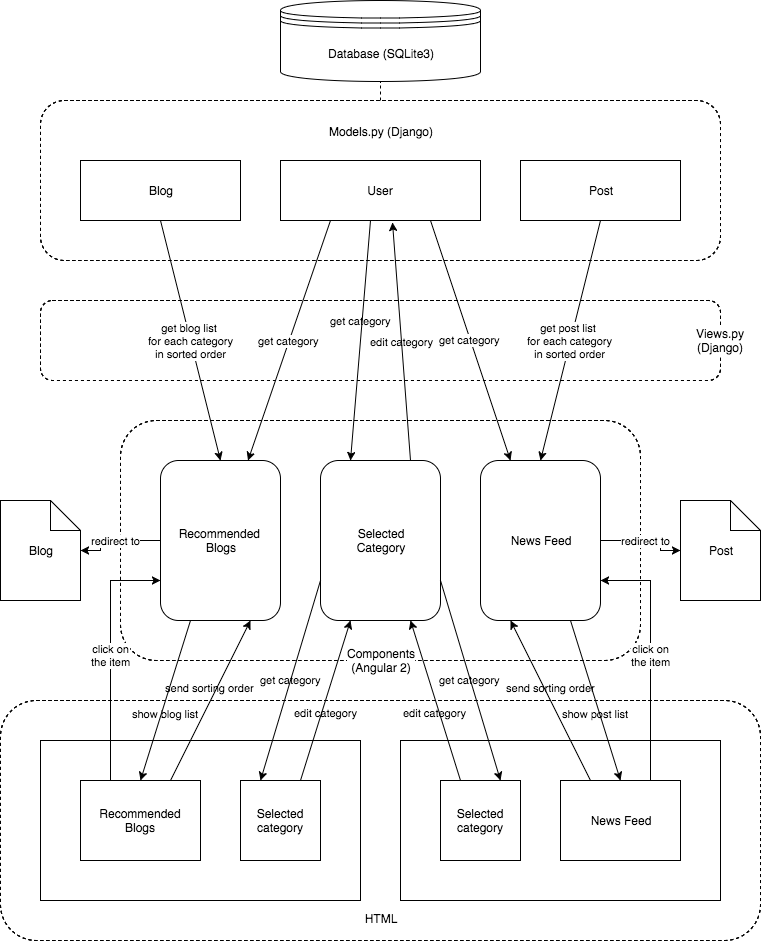 Database (SQLite3)
Models.py (Django)
Blog
User
Post
get blog list
for each category
in sorted order
get category
get category
edit category
get category
get post list
for each category
in sorted order
Views.py
(Django)
Blog
redirect to
Recommended
Blogs
Selected
Category
News Feed
redirect to
Post
click on
the item
Components
(Angular 2)
click on
the item
send sorting order
get category
get category
send sorting order
show blog list
edit category
edit category
show post list
Recommended
Blogs
Selected
category
Selected
category
News Feed
HTML